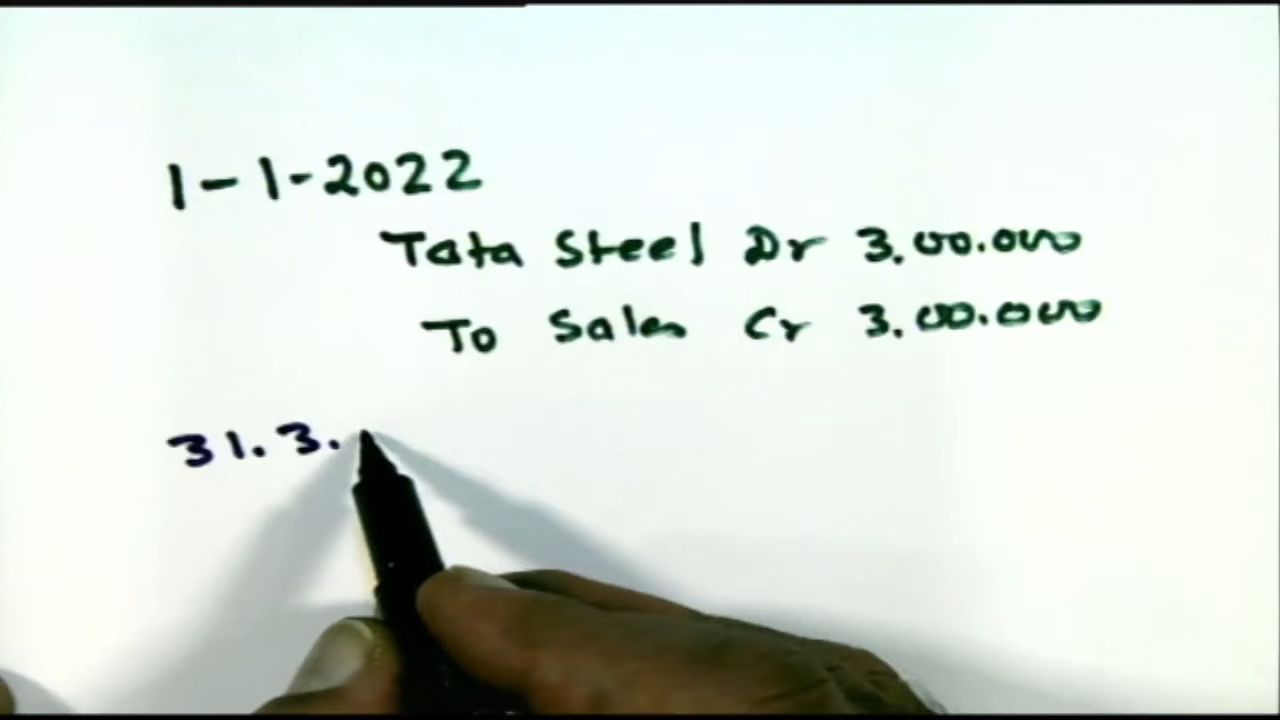 1-1-2022
Tata Steel Dr 3.00.000
To Sales Cr 3.00.000
31.3.